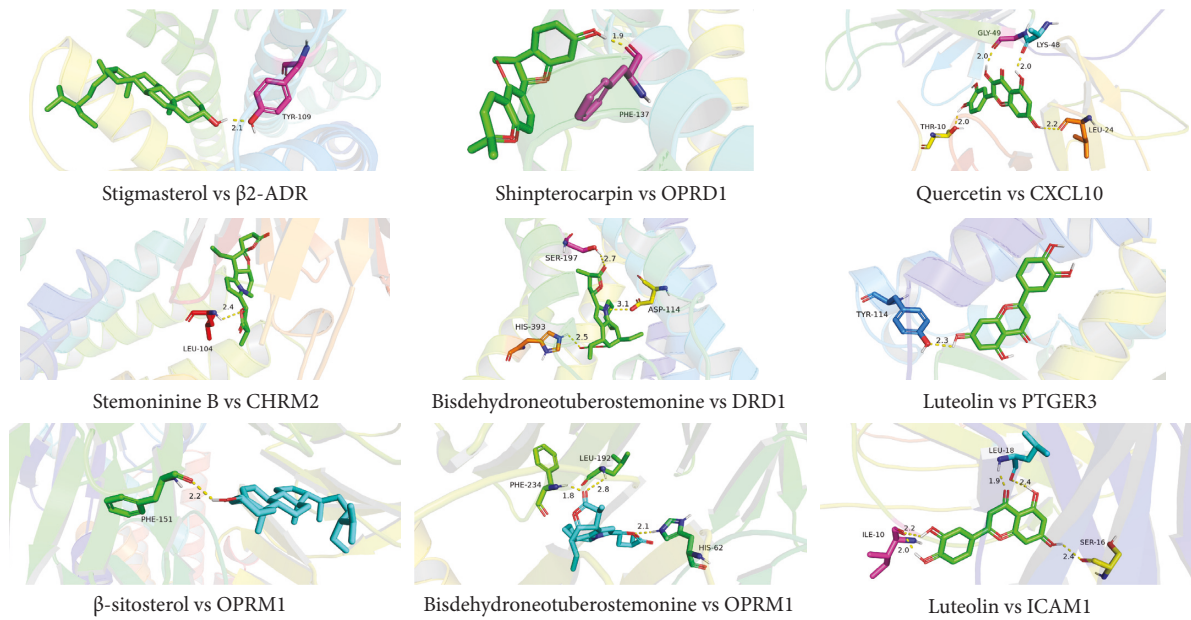 2.1
TYR-109
Stigmasterol vs β2-ADR
1.9
PHE-137
Shinpterocarpin vs OPRD1
GLY-49
LYS-48
2.0
2.0
THR-10
2.0
2.2
LEU-24
Quercetin vs CXCL10
2.4
LEU-104
Stemoninine B vs CHRM2
SER-197
2.7
3.1
ASP-114
HIS-393
2.5
Bisdehydroneotuberostemonine vs DRD1
TYR-114
2.3
Luteolin vs PTGER3
2.2
PHE-151
β-sitosterol vs OPRM1
LEU-192
PHE-234
1.8
2.8
2.1
HIS-62
Bisdehydroneotuberostemonine vs OPRM1
LEU-18
1.9
2.4
2.2
ILE-10
2.0
SER-16
2.4
Luteolin vs ICAM1